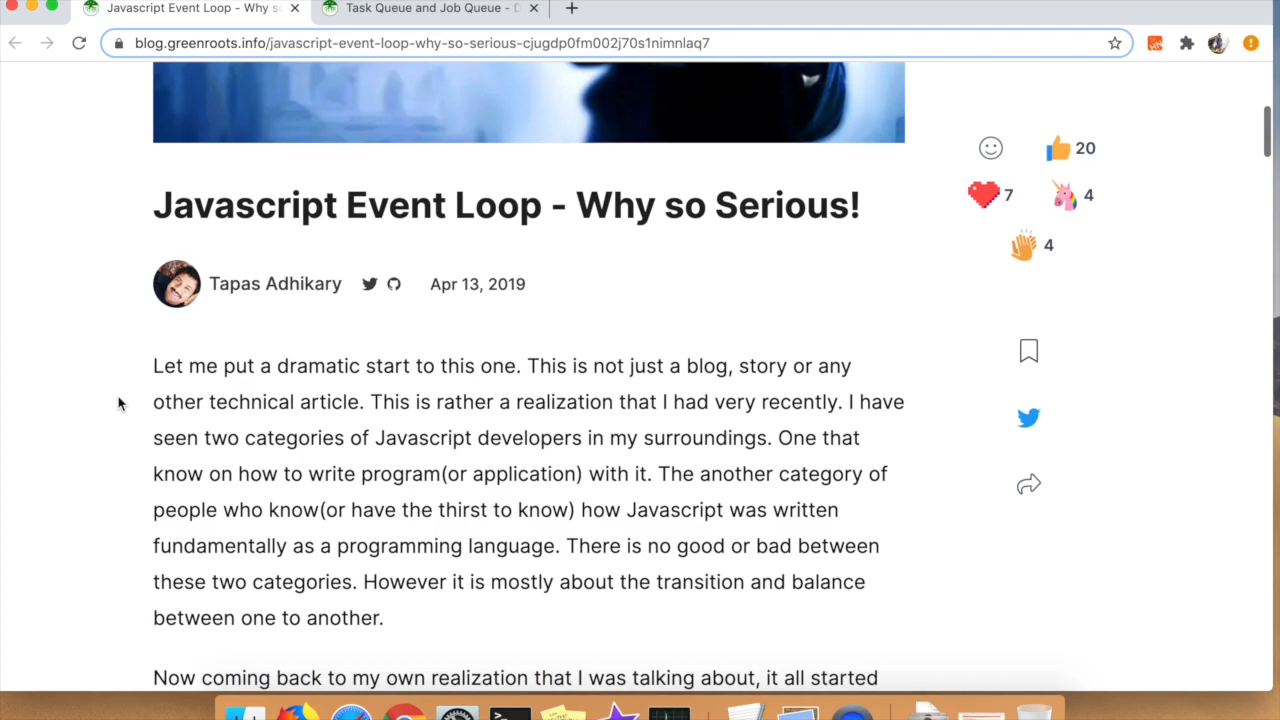 Javascript Event Loop - Why s
Task Queue and Job Queue - D
blog.greenroots.info/javascript-event-loop-why-so-serious-cjugdp0fm002j70s1nimnlaq7
Javascript Event Loop - Why so Serious!
Tapas Adhikary Apr 13, 2019
20
7
4
4
Let me put a dramatic start to this one. This is not just a blog, story or any
other technical article. This is rather a realization that I had very recently. I have
seen two categories of Javascript developers in my surroundings. One that
know on how to write program(or application) with it. The another category of
people who know(or have the thirst to know) how Javascript was written
fundamentally as a programming language. There is no good or bad between
these two categories. However it is mostly about the transition and balance
between one to another.
Now coming back to my own realization that I was talking about, it all started